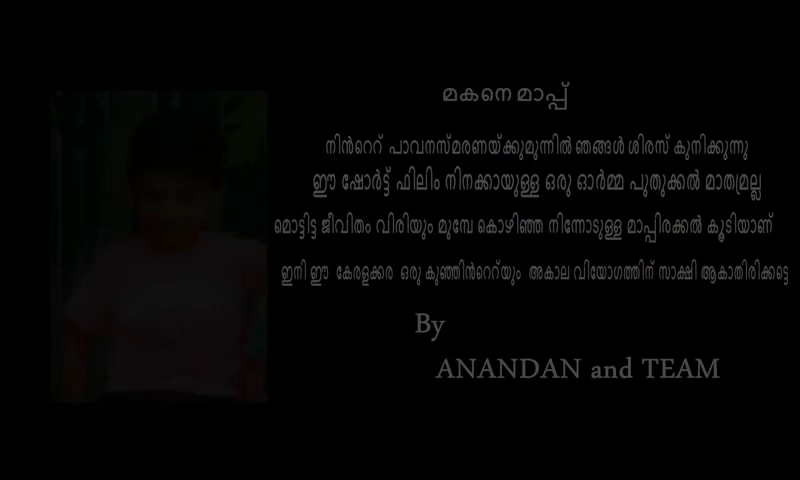 മകനെ മാപ്പ്
നിൻറെറ് പാവനസ്മരണയ്ക്കുമുന്നിൽ ഞങ്ങൾ ശിരസ് കുനിക്കുന്നു
ഈ ഷോർട്ട് ഫിലിം നിനക്കായുള്ള ഒരു ഓർമ്മ പുതുക്കൽ മാത്രമല്ല
മൊട്ടിട്ട ജീവിതം വിരിയും മുമ്പേ കൊഴിഞ്ഞ നിന്നോടുള്ള മാപ്പിരക്കൽ കൂടിയാണ്
ഇനി ഈ കേരളക്കര ഒരു കുഞ്ഞിൻറെറ്യും അകാല വിയോഗത്തിന് സാക്ഷി ആകാതിരിക്കട്ടെ
By
ANANDAN and TEAM